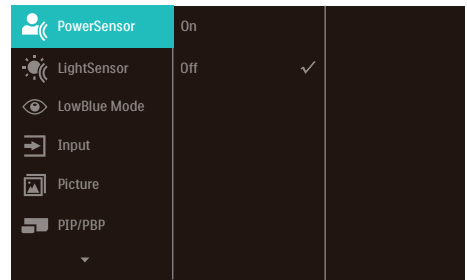 PowerSensor
On
LightSensor
Off
LowBlue Mode
Input
Picture
PIP/PBP